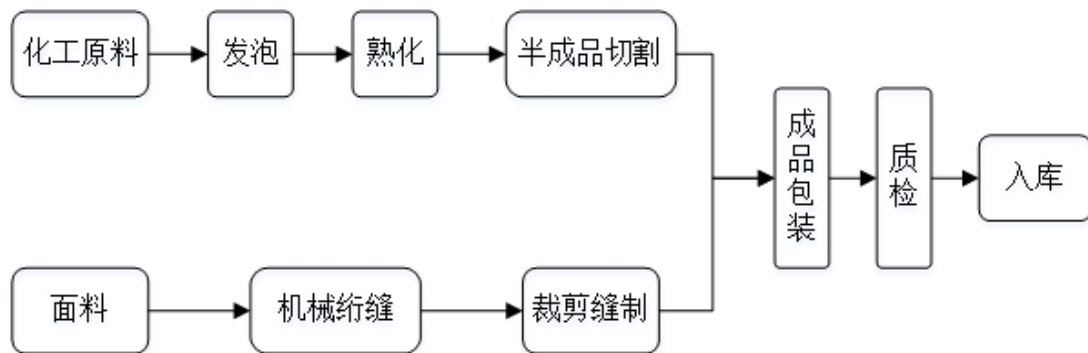 化工原料
发泡
熟化
半成品切割
成品包装
质检
入库
面料
机械绗缝
裁剪缝制